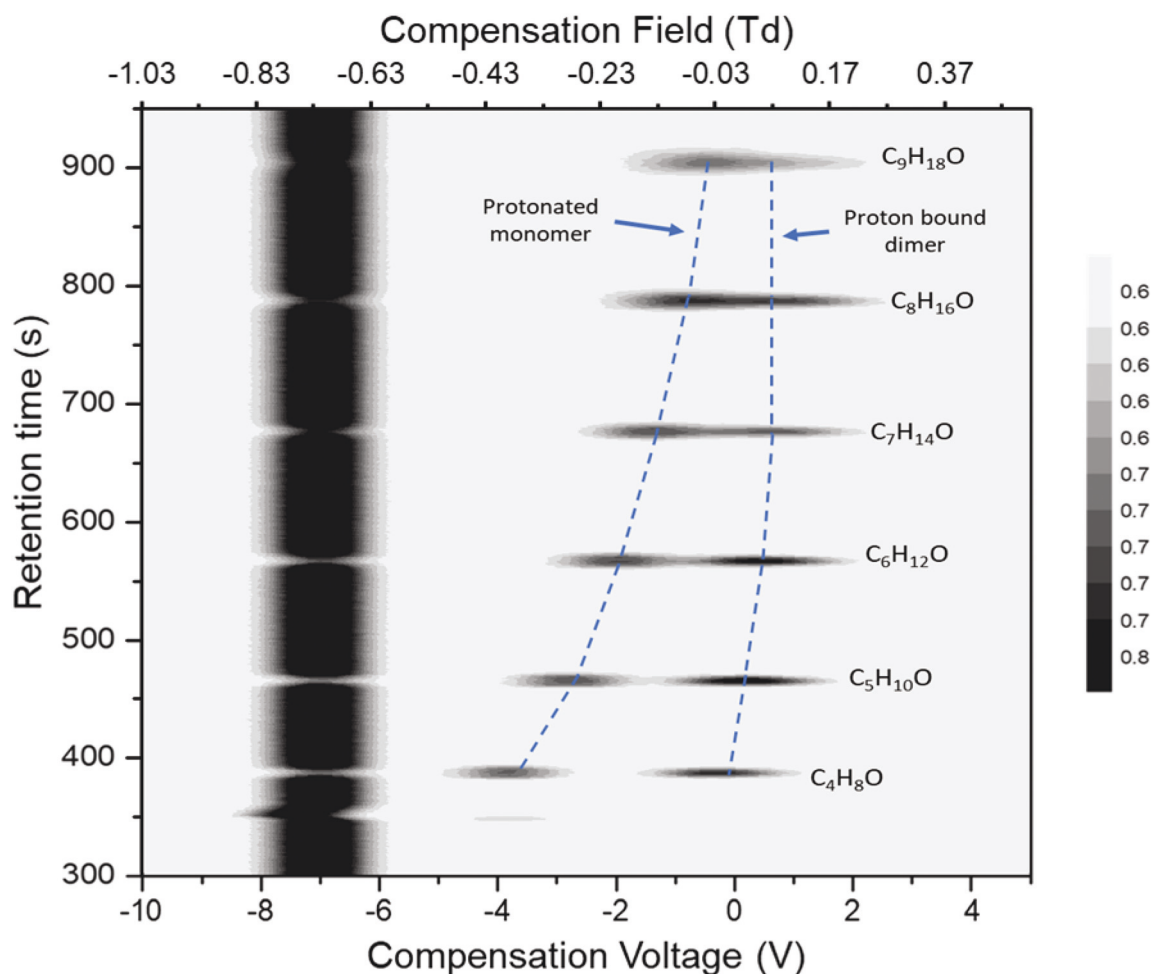 Compensation Field (Td)
-1.03 -0.83 -0.63 -0.43 -0.23 -0.03 0.17 0.37
Retention time (s)
900
800
700
600
500
400
300
C₉H₁₈O
Protonated
monomer
Proton bound
dimer
C₈H₁₆O
C₇H₁₄O
C₆H₁₂O
C₅H₁₀O
C₄H₈O
0.6
0.6
0.6
0.6
0.6
0.7
0.7
0.7
0.7
0.7
0.8
-10 -8 -6 -4 -2 0 2
Compensation Voltage (V)